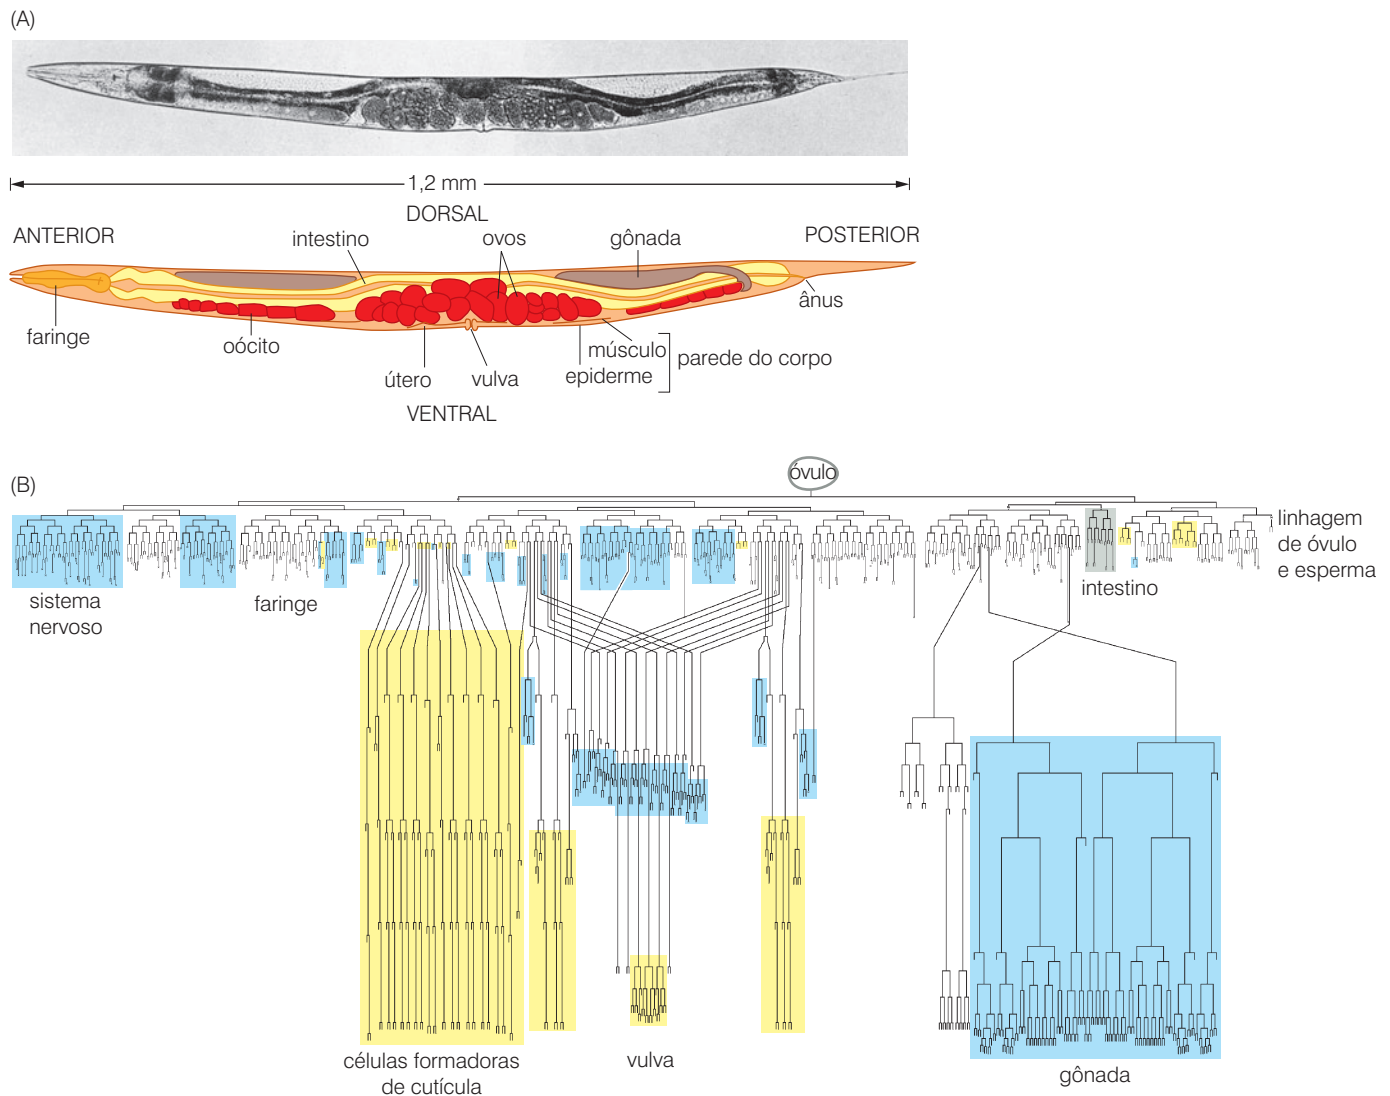 (A)
1,2 mm
DORSAL
ANTERIOR
intestino
ovos
gônada
POSTERIOR
ânus
faringe
oócito
músculo
parede do corpo
epiderme
útero
vulva
VENTRAL
(B)
óvulo
linhagem
de óvulo
e esperma
sistema
nervoso
faringe
intestino
células formadoras
de cutícula
vulva
gônada